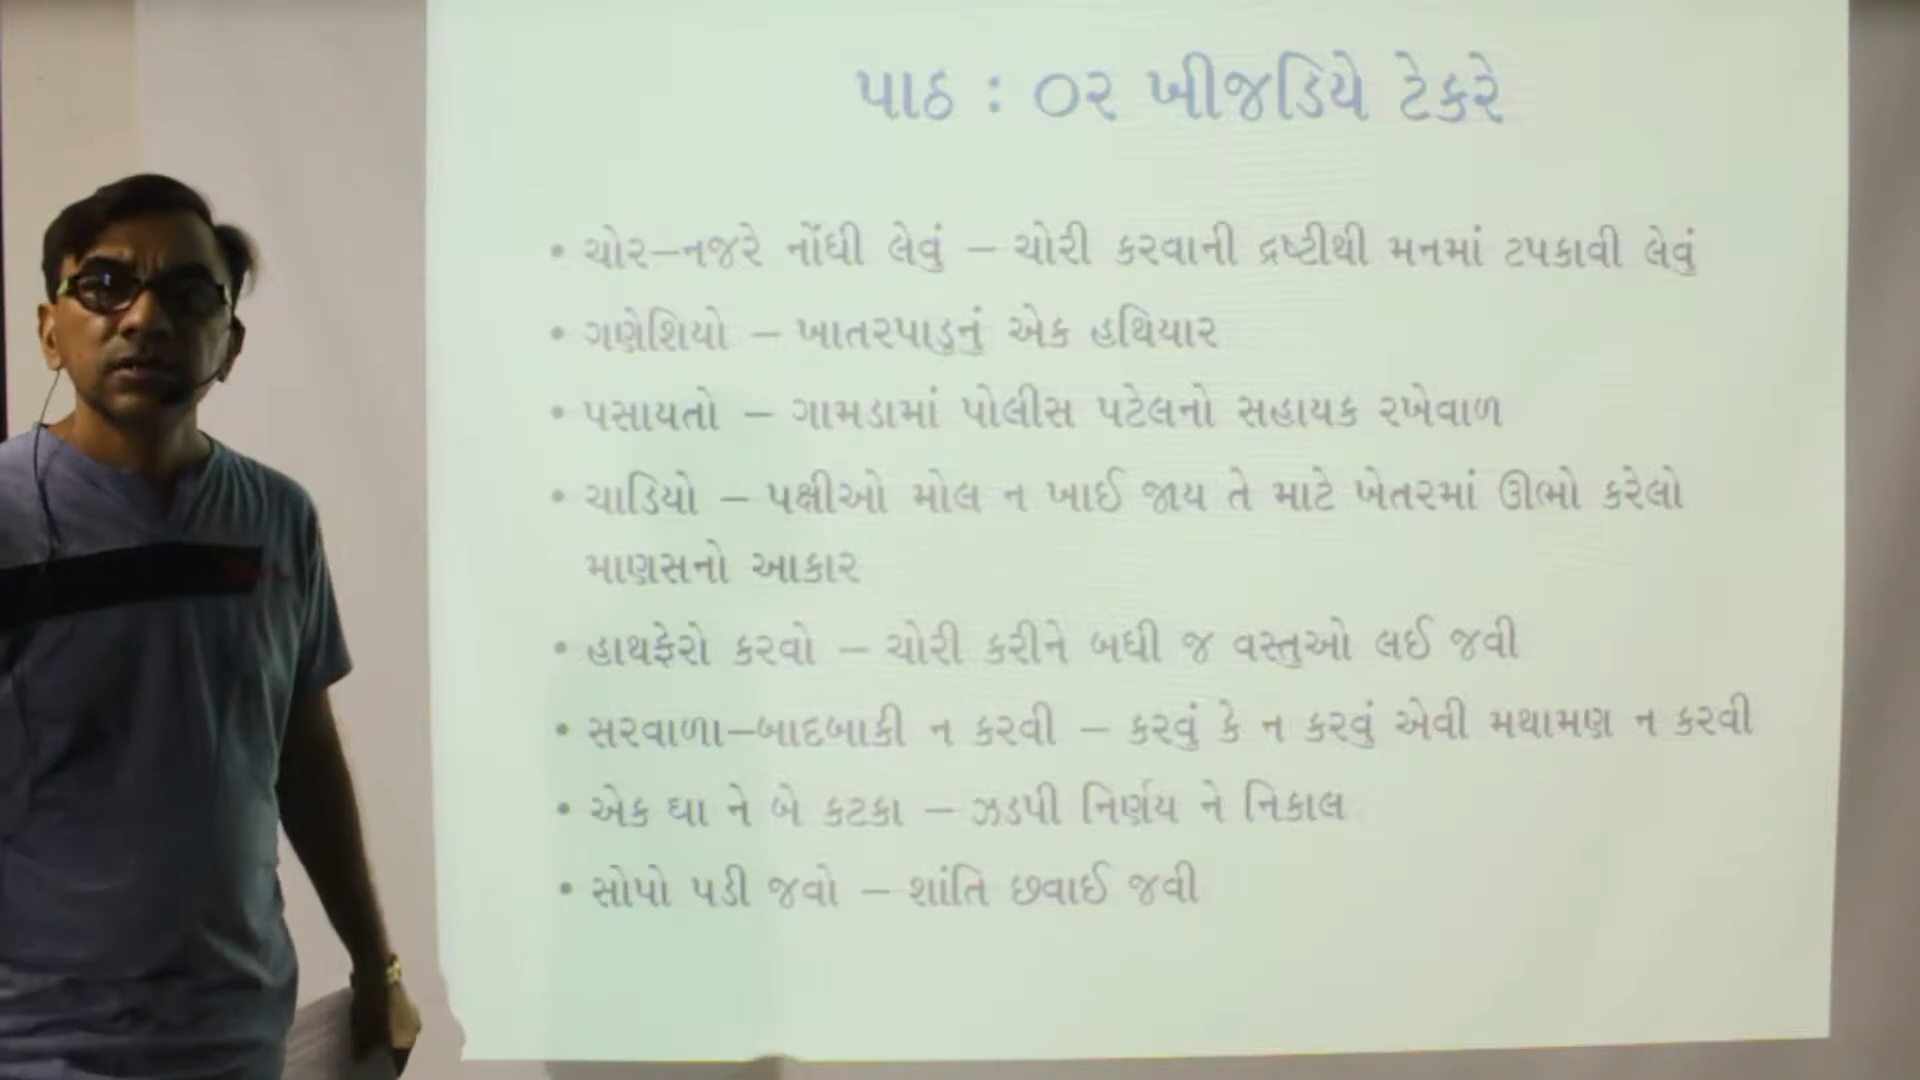 પાઠ : ૦૨ ખીજડિયે ટેકરે
• ચોર–નજરે નોંધી લેવું – ચોરી કરવાની દ્રષ્ટીથી મનમાં ટપકાવી લેવું
• ગણેશિયો – ખાતરપાડુનું એક હથિયાર
• પસાયતો – ગામડામાં પોલીસ પટેલનો સહાયક રખેવાળ
• ચાડિયો – પક્ષીઓ મોલ ન ખાઈ જાય તે માટે ખેતરમાં ઊભો કરેલો
માણસનો આકાર
• હાથફેરો કરવો – ચોરી કરીને બધી જ વસ્તુઓ લઈ જવી
• સરવાળા–બાદબાકી ન કરવી – કરવું કે ન કરવું એવી મથામણ ન કરવી
• એક ઘા ને બે કટકા – ઝડપી નિર્ણય ને નિકાલ
• સોપો પડી જવો – શાંતિ છવાઈ જવી